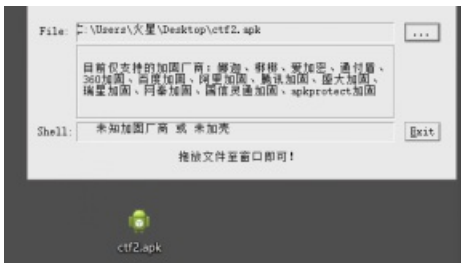 File: C:\Users\火星\Desktop\ctf2.apk ...
目前仅支持的加固厂商：娜迦、梆梆、爱加密、通付盾、
360加固、百度加固、阿里加固、腾讯加固、盛大加固、
瑞星加固、网秦加固、国信灵通加固、apkprotect加固
Shell: 未知加固厂商 或 未加壳 Exit
拖放文件至窗口即可！
ctf2.apk